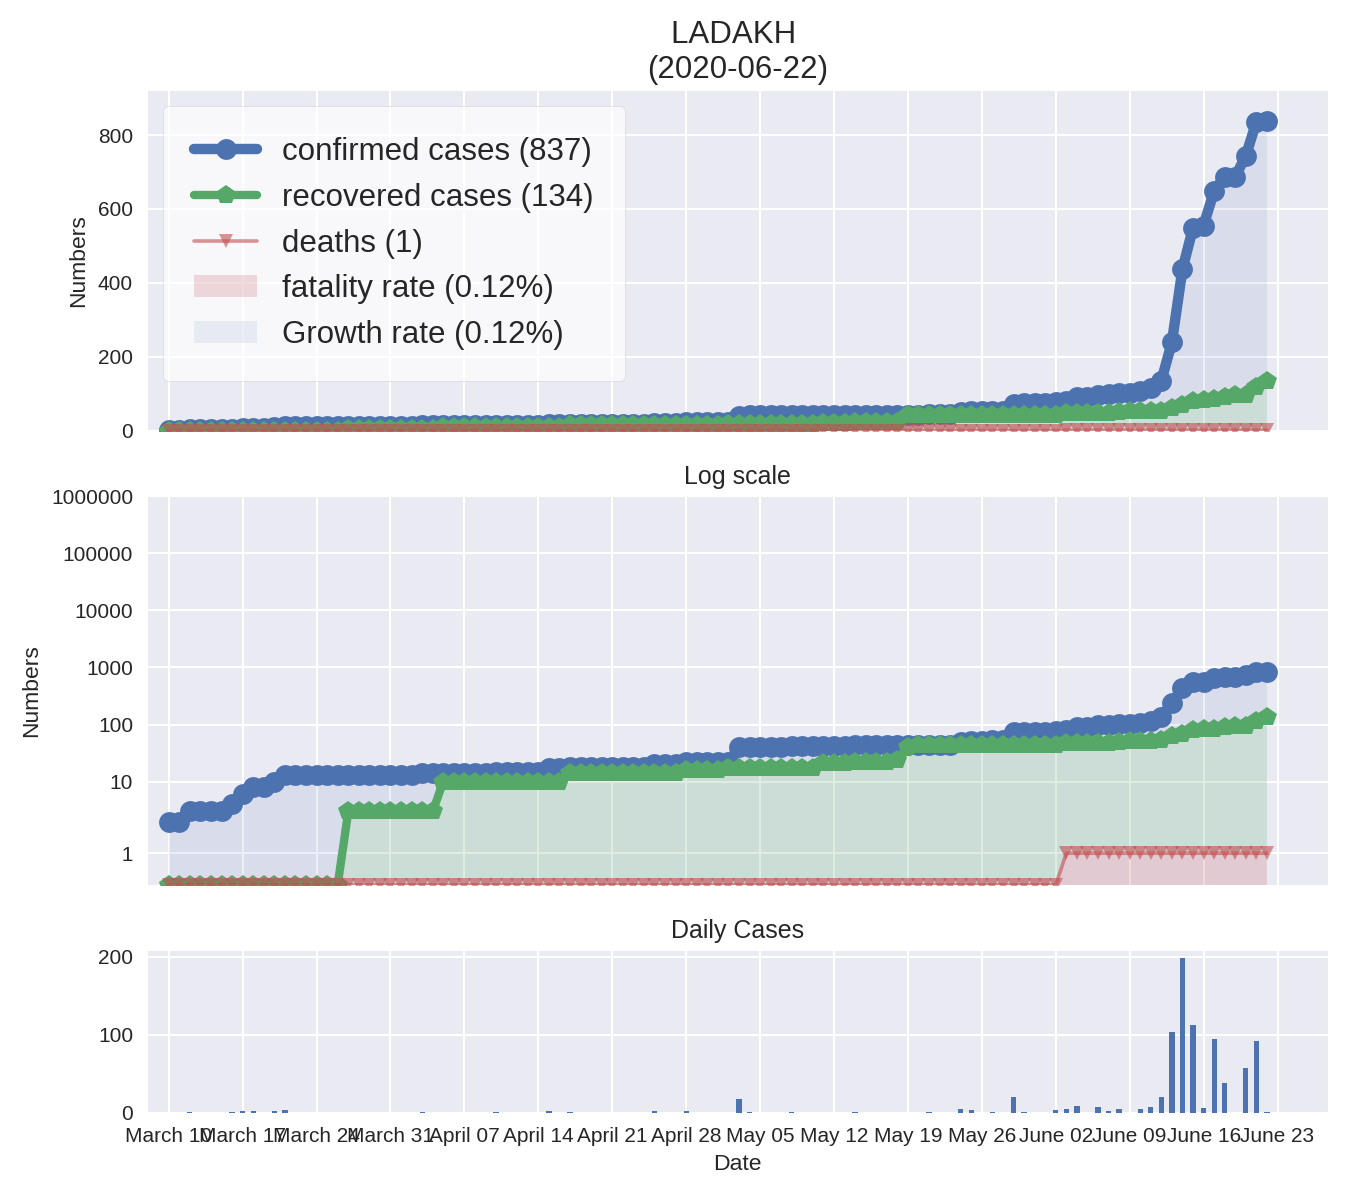 LADAKH
(2020-06-22)
800
600
400
200
0
Numbers
confirmed cases (837)
recovered cases (134)
deaths (1)
fatality rate (0.12%)
Growth rate (0.12%)
Log scale
1000000
100000
10000
1000
100
10
1
Numbers
Daily Cases
200
100
0
March 10 March 17 March 24 March 31 April 07 April 14 April 21 April 28 May 05 May 12 May 19 May 26 June 02 June 09 June 16 June 23
Date